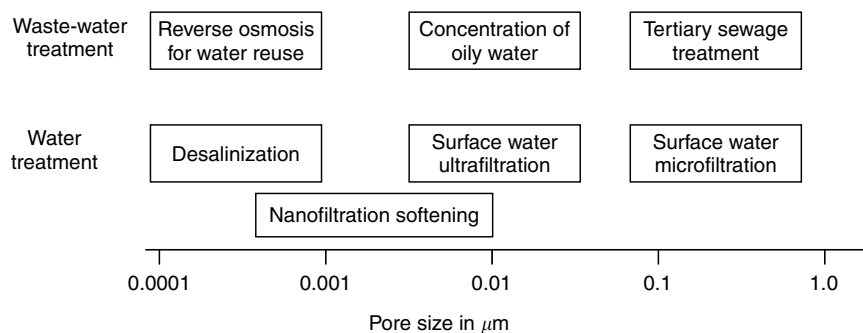 Waste-water
treatment
Reverse osmosis
for water reuse
Concentration of
oily water
Tertiary sewage
treatment
Water
treatment
Desalinization
Surface water
ultrafiltration
Surface water
microfiltration
Nanofiltration softening
0.0001 0.001 0.01 0.1 1.0
Pore size in μm